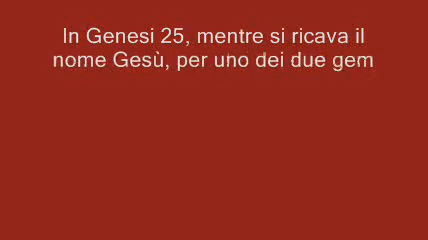 In Genesi 25, mentre si ricava il
nome Gesù, per uno dei due gem